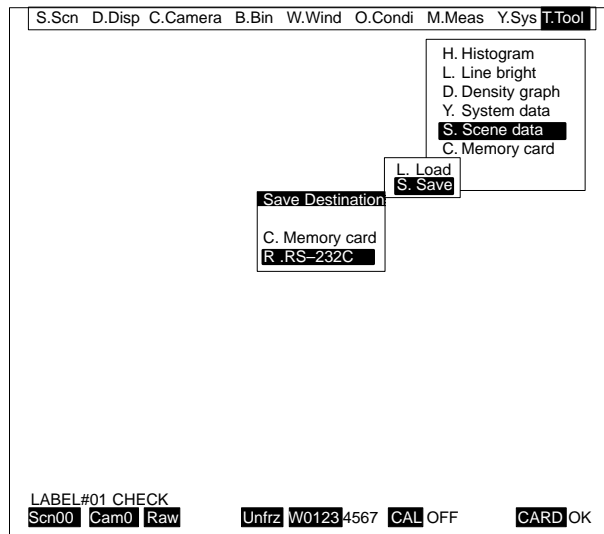 S.Scn D.Disp C.Camera B.Bin W.Wind O.Condi M.Meas Y.Sys T.Tool
H. Histogram
L. Line bright
D. Density graph
Y. System data
S. Scene data
C. Memory card
L. Load
S. Save
Save Destination
C. Memory card
R .RS–232C
LABEL#01 CHECK
Scn00 Cam0 Raw Unfrz W01234567 CAL OFF CARD OK